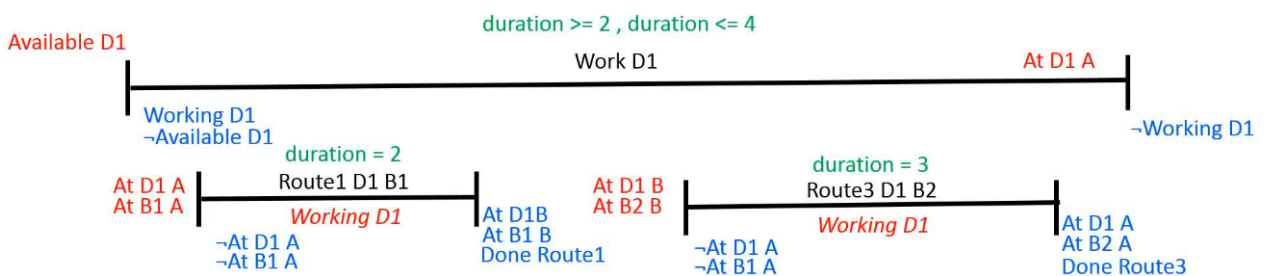 duration >= 2 , duration <= 4
Available D1
Work D1
At D1 A
Working D1
¬Available D1
¬Working D1
duration = 2
Route1 D1 B1
At D1 A
At B1 A
Working D1
¬At D1 A
¬At B1 A
At D1B
At B1 B
Done Route1
duration = 3
Route3 D1 B2
At D1 B
At B2 B
Working D1
¬At D1 A
¬At B1 A
At D1 A
At B2 A
Done Route3